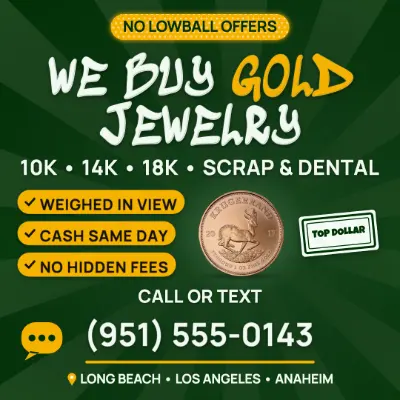 NO LOWBALL OFFERS
WE BUY GOLD
JEWELRY
10K • 14K • 18K • SCRAP & DENTAL
✓ WEIGHED IN VIEW
✓ CASH SAME DAY
✓ NO HIDDEN FEES
KRUGERRAND
TOP DOLLAR
CALL OR TEXT
(951) 555-0143
LONG BEACH • LOS ANGELES • ANAHEIM